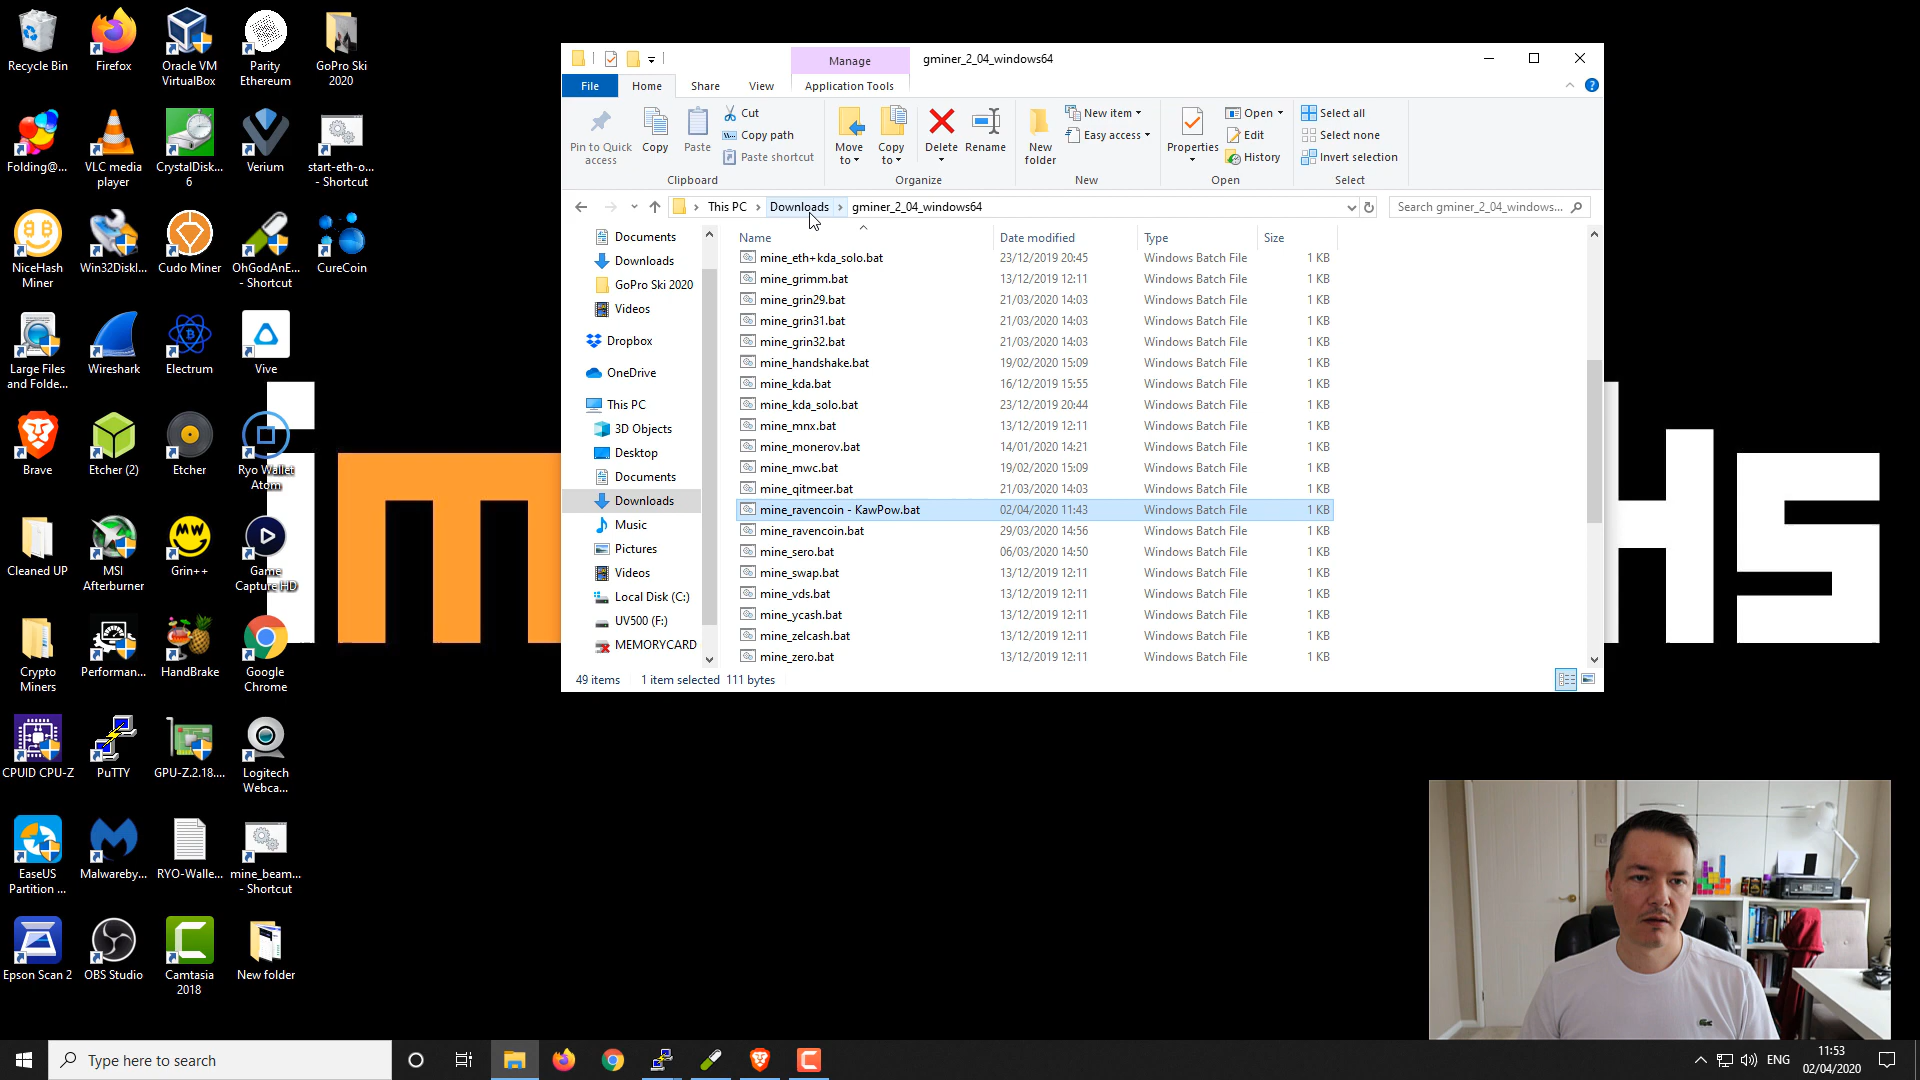 Recycle Bin
Firefox
Oracle VM
VirtualBox
Parity
Ethereum
GoPro Ski
2020
Folding@...
VLC media
player
CrystalDisk...
6
Verium
start-eth-o...
- Shortcut
NiceHash
Miner
Win32DiskI...
Cudo Miner
OhGodAnE...
- Shortcut
CureCoin
Large Files
and Folde...
Wireshark
Electrum
Vive
Brave
Etcher (2)
Etcher
Ryo Wallet
Atom
Cleaned UP
MSI
Afterburner
Grin++
Game
Capture HD
Crypto
Miners
Performan...
HandBrake
Google
Chrome
CPUID CPU-Z
PuTTY
GPU-Z.2.18....
Logitech
Webca...
EaseUS
Partition ...
Malwareby...
RYO-Walle...
mine_beam...
- Shortcut
Epson Scan 2
OBS Studio
Camtasia
2018
New folder
Manage
gminer_2_04_windows64
File
Home
Share
View
Application Tools
Pin to Quick
access
Copy
Paste
Cut
Copy path
Paste shortcut
Clipboard
Move
to
Copy
to
Delete
Rename
Organize
New
folder
New item
Easy access
New
Properties
Open
Edit
History
Open
Select all
Select none
Invert selection
Select
This PC
Downloads
gminer_2_04_windows64
Search gminer_2_04_windows...
Documents
Downloads
GoPro Ski 2020
Videos
Dropbox
OneDrive
This PC
3D Objects
Desktop
Documents
Downloads
Music
Pictures
Videos
Local Disk (C:)
UV500 (F:)
MEMORYCARD
Name Date modified Type Size
mine_eth+kda_solo.bat 23/12/2019 20:45 Windows Batch File 1 KB
mine_grimm.bat 13/12/2019 12:11 Windows Batch File 1 KB
mine_grin29.bat 21/03/2020 14:03 Windows Batch File 1 KB
mine_grin31.bat 21/03/2020 14:03 Windows Batch File 1 KB
mine_grin32.bat 21/03/2020 14:03 Windows Batch File 1 KB
mine_handshake.bat 19/02/2020 15:09 Windows Batch File 1 KB
mine_kda.bat 16/12/2019 15:55 Windows Batch File 1 KB
mine_kda_solo.bat 23/12/2019 20:44 Windows Batch File 1 KB
mine_mnx.bat 13/12/2019 12:11 Windows Batch File 1 KB
mine_monerov.bat 14/01/2020 14:21 Windows Batch File 1 KB
mine_mwc.bat 19/02/2020 15:09 Windows Batch File 1 KB
mine_qitmeer.bat 21/03/2020 14:03 Windows Batch File 1 KB
mine_ravencoin - KawPow.bat 02/04/2020 11:43 Windows Batch File 1 KB
mine_ravencoin.bat 29/03/2020 14:56 Windows Batch File 1 KB
mine_sero.bat 06/03/2020 14:50 Windows Batch File 1 KB
mine_swap.bat 13/12/2019 12:11 Windows Batch File 1 KB
mine_vds.bat 13/12/2019 12:11 Windows Batch File 1 KB
mine_ycash.bat 13/12/2019 12:11 Windows Batch File 1 KB
mine_zelcash.bat 13/12/2019 12:11 Windows Batch File 1 KB
mine_zero.bat 13/12/2019 12:11 Windows Batch File 1 KB
49 items 1 item selected 111 bytes
Type here to search
ENG
11:53
02/04/2020